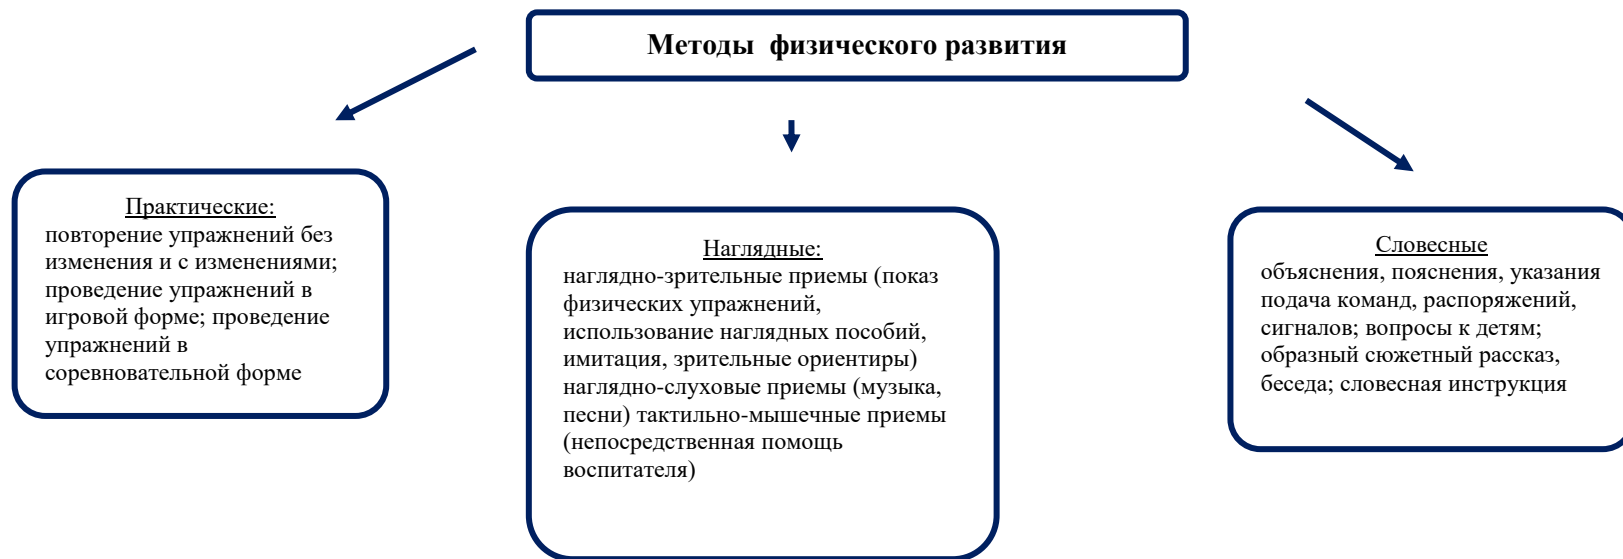 Методы физического развития
Практические:
повторение упражнений без
изменения и с изменениями;
проведение упражнений в
игровой форме; проведение
упражнений в
соревновательной форме
Наглядные:
наглядно-зрительные приемы (показ
физических упражнений,
использование наглядных пособий,
имитация, зрительные ориентиры)
наглядно-слуховые приемы (музыка,
песни) тактильно-мышечные приемы
(непосредственная помощь
воспитателя)
Словесные
объяснения, пояснения, указания
подача команд, распоряжений,
сигналов; вопросы к детям;
образный сюжетный рассказ,
беседа; словесная инструкция